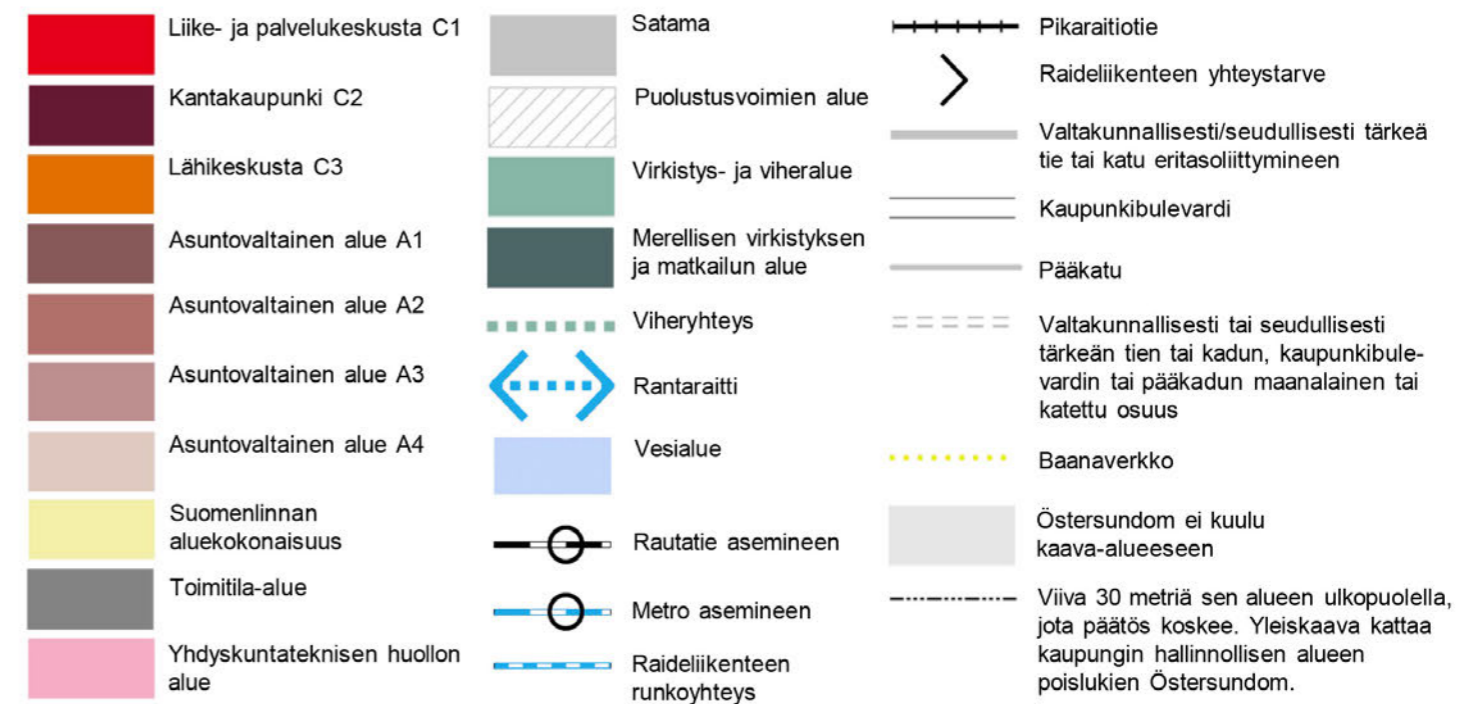 Liike- ja palvelukeskusta C1
Kantakaupunki C2
Lähikeskusta C3
Asuntovaltainen alue A1
Asuntovaltainen alue A2
Asuntovaltainen alue A3
Asuntovaltainen alue A4
Suomenlinnan
aluekokonaisuus
Toimitila-alue
Yhdyskuntateknisen huollon
alue
Satama
Puolustusvoimien alue
Virkistys- ja viheralue
Merellisen virkistyksen
ja matkailun alue
Viheryhteys
Rantaraitti
Vesialue
Rautatie asemineen
Metro asemineen
Raideliikenteen
runkoyhteys
Pikaraitiotie
Raideliikenteen yhteystarve
Valtakunnallisesti/seudullisesti tärkeä
tie tai katu eritasoliittymineen
Kaupunkibulevardi
Pääkatu
Valtakunnallisesti tai seudullisesti
tärkeän tien tai kadun, kaupunkibule-
vardin tai pääkadun maanalainen tai
katettu osuus
Baanaverkko
Östersundom ei kuulu
kaava-alueeseen
Viiva 30 metriä sen alueen ulkopuolella,
jota päätös koskee. Yleiskaava kattaa
kaupungin hallinnollisen alueen
poislukien Östersundom.